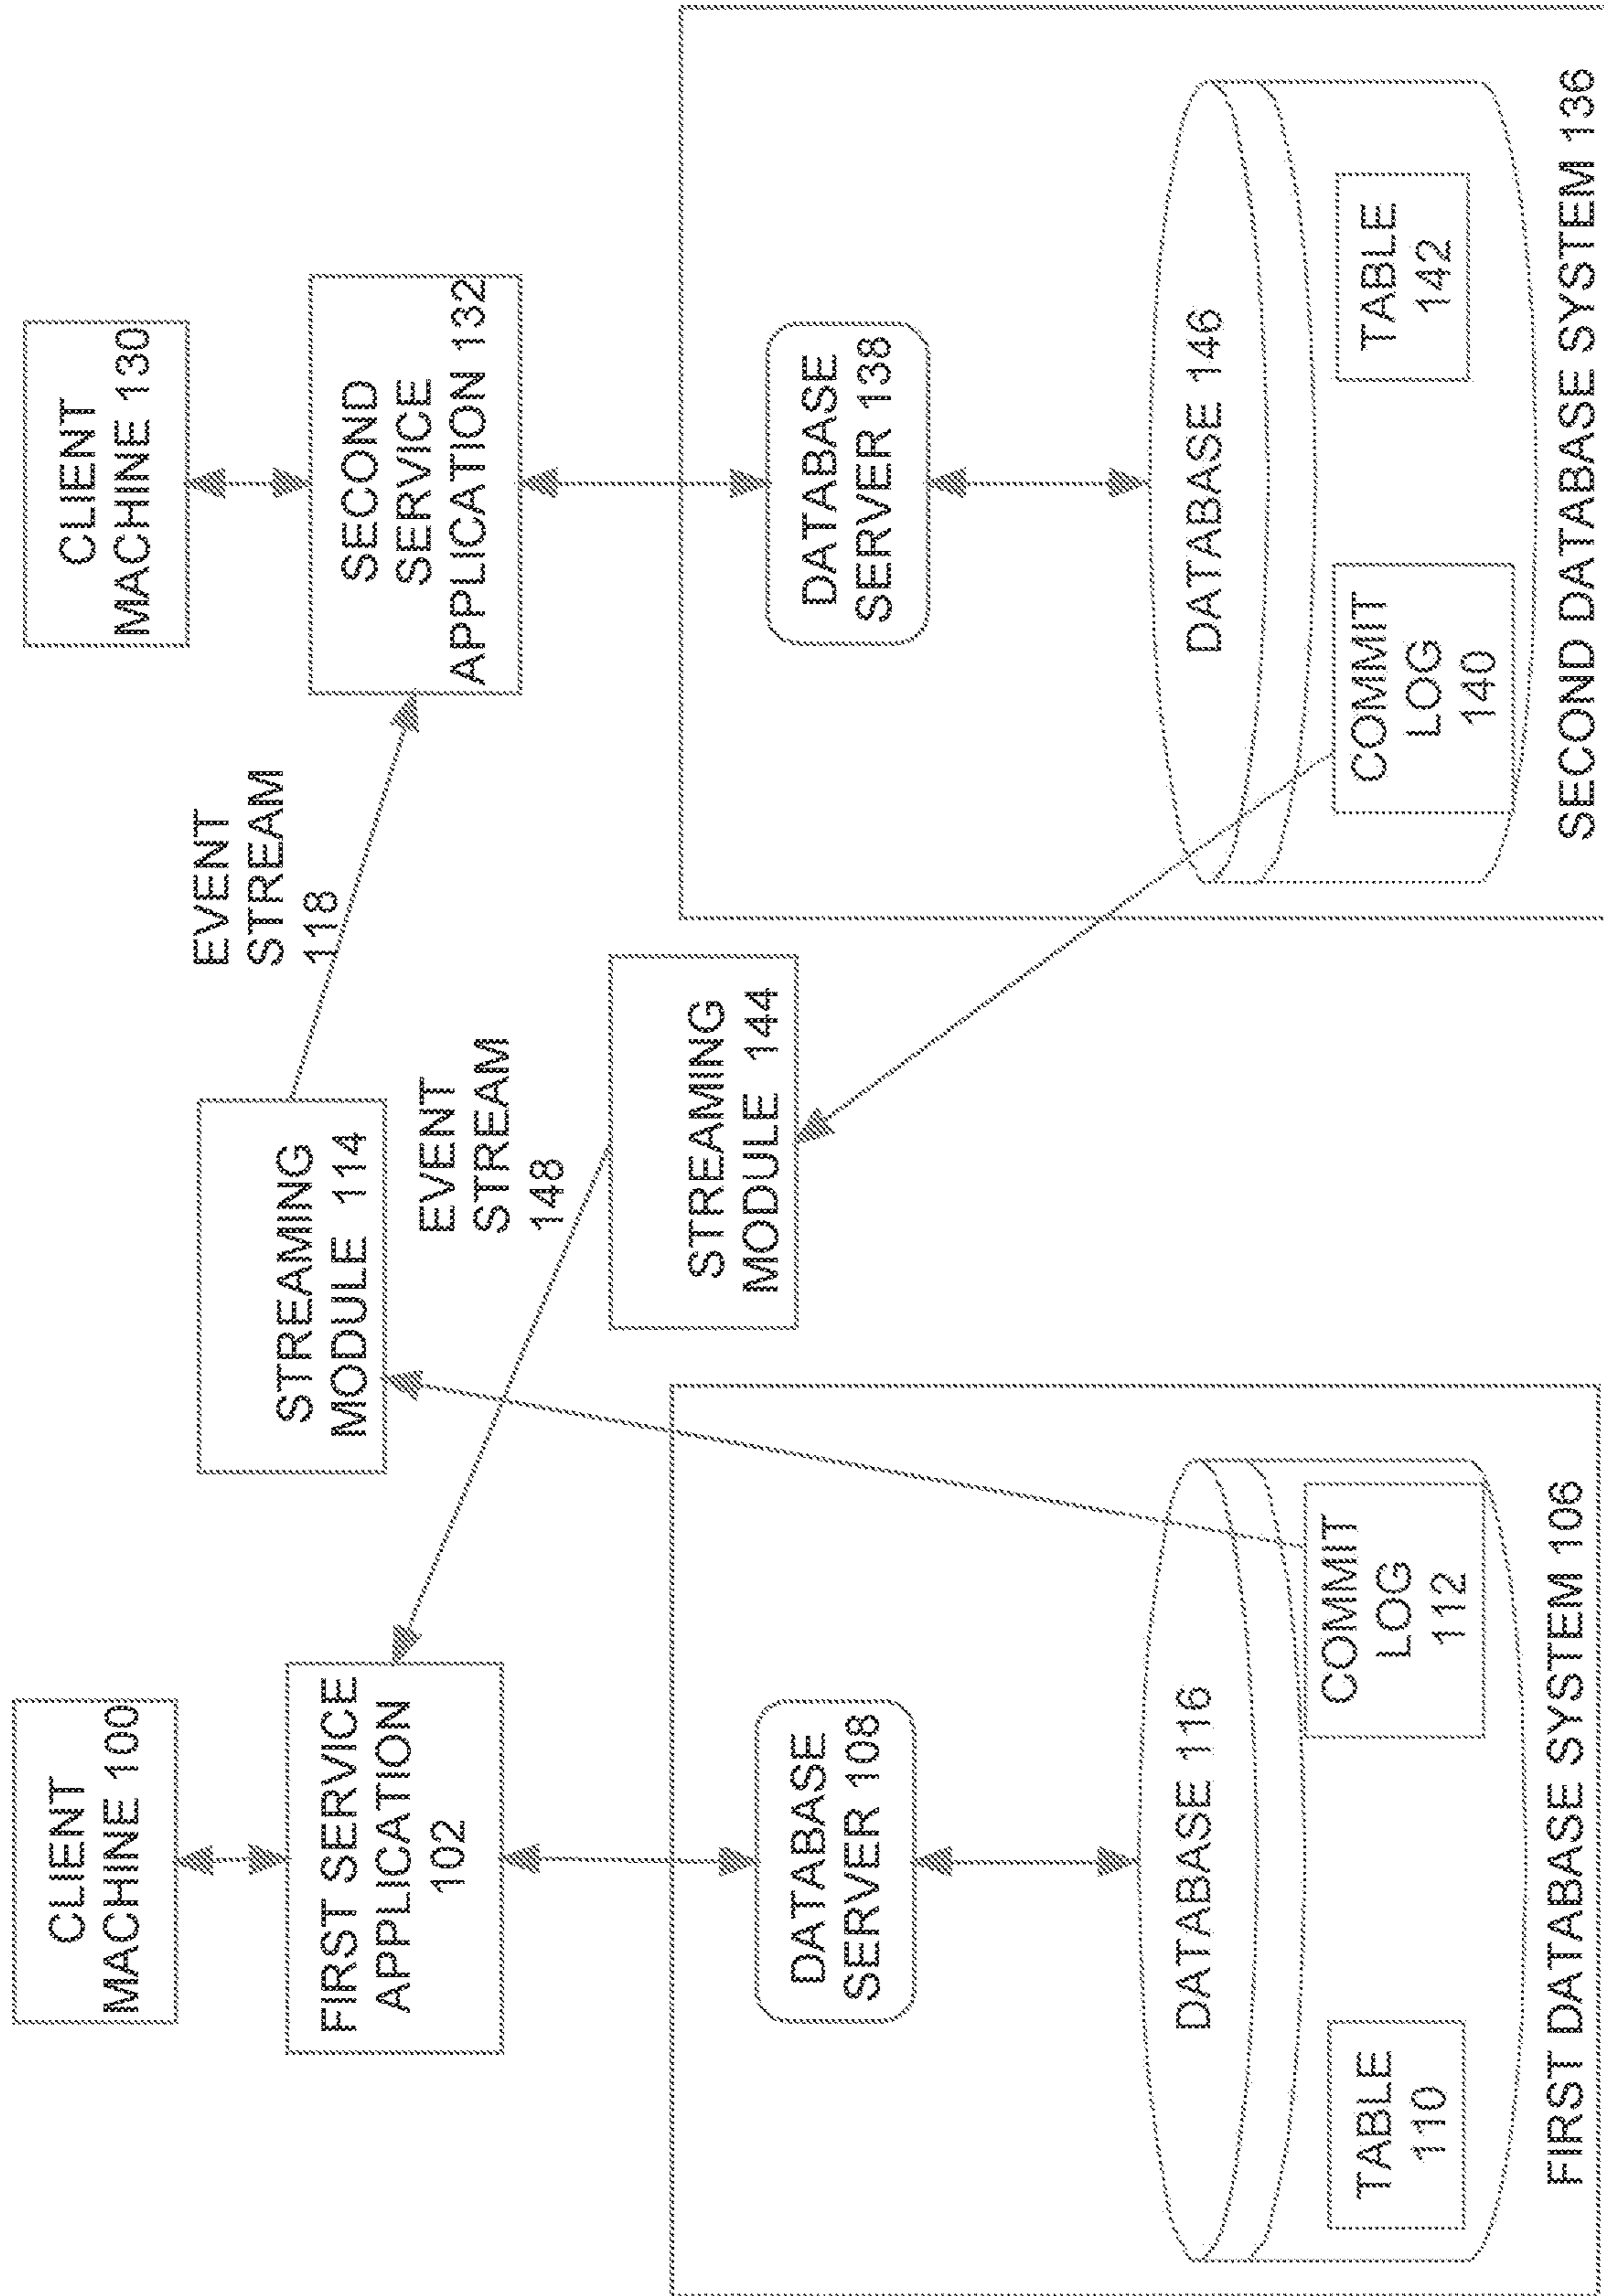 CLIENT
MACHINE 100
FIRST SERVICE
APPLICATION
102
DATABASE
SERVER 108
DATABASE 116
TABLE
110
COMMIT
LOG
112
FIRST DATABASE SYSTEM 106
STREAMING
MODULE 114
EVENT
STREAM
118
EVENT
STREAM
148
STREAMING
MODULE 144
CLIENT
MACHINE 130
SECOND
SERVICE
APPLICATION 132
DATABASE
SERVER 138
DATABASE 146
COMMIT
LOG
140
TABLE
142
SECOND DATABASE SYSTEM 136